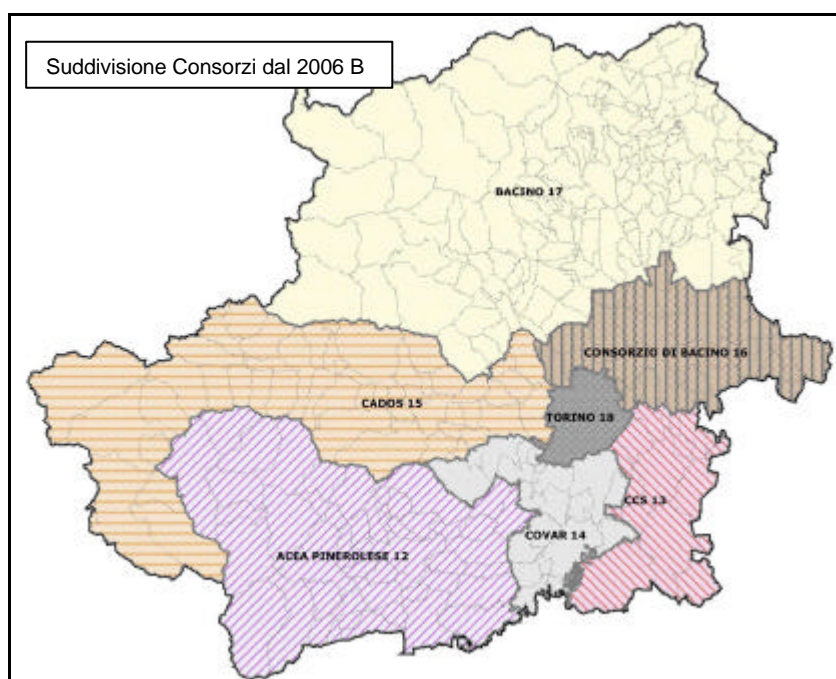 Suddivisione Consorzi dal 2006 B
BACINO 17
CONSORZIO DI BACINO 16
CADOS 15
TORINO 18
CCS 13
COVAR 14
ACEA PINEROLESE 12